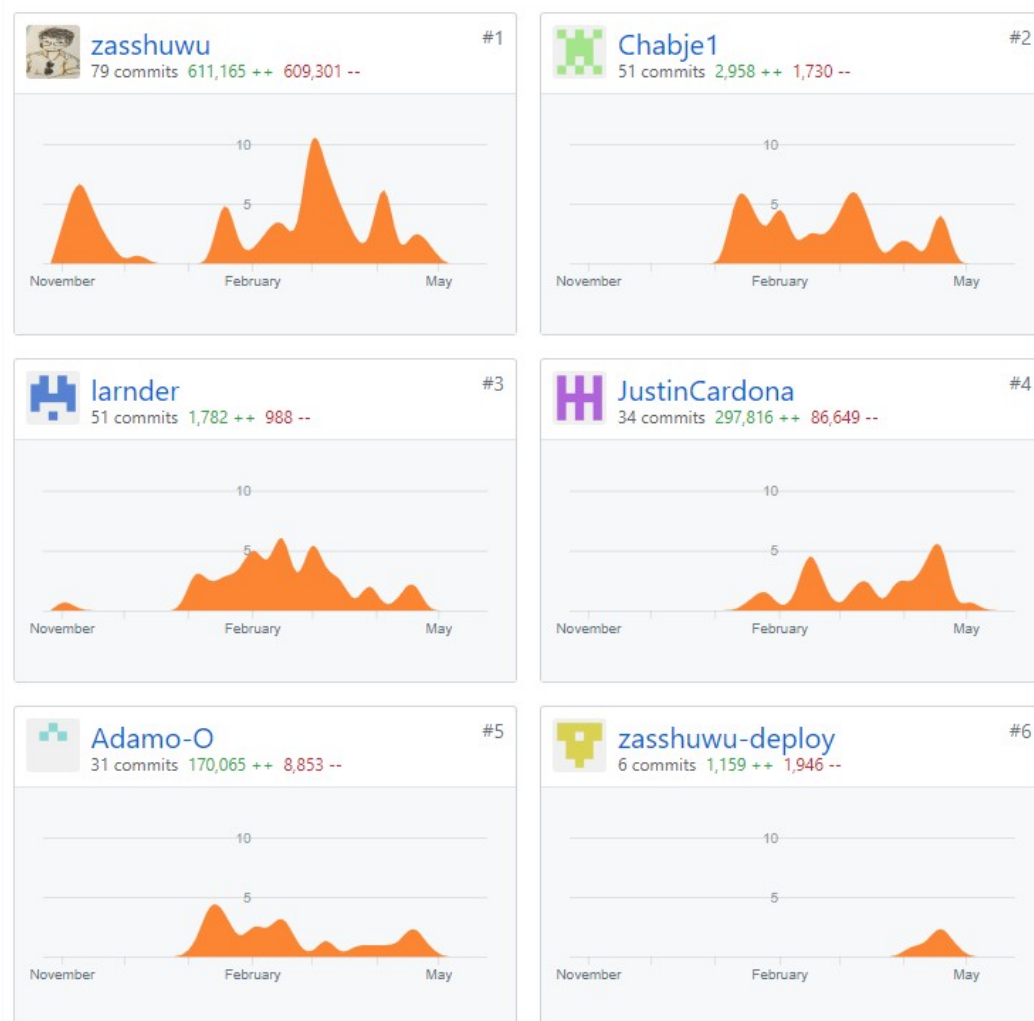 zasshuwu #1
79 commits 611,165 ++ 609,301 --
10
5
November February May
Chabje1 #2
51 commits 2,958 ++ 1,730 --
10
5
November February May
larnder #3
51 commits 1,782 ++ 988 --
10
5
November February May
JustinCardona #4
34 commits 297,816 ++ 86,649 --
10
5
November February May
Adamo-O #5
31 commits 170,065 ++ 8,853 --
10
5
November February May
zasshuwu-deploy #6
6 commits 1,159 ++ 1,946 --
10
5
November February May